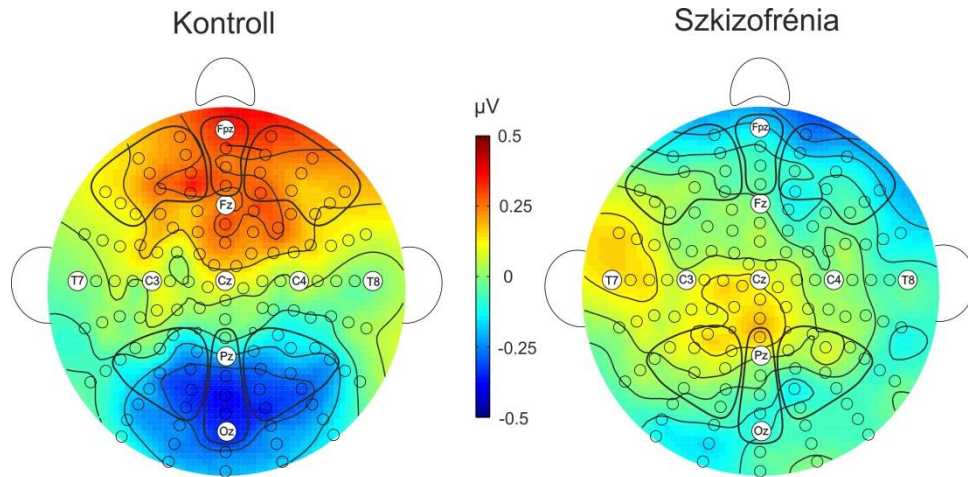 Kontroll
Szkizofrénia
µV
0.5
0.25
0
-0.25
-0.5
Fpz
Fz
T7
C3
Cz
C4
T8
Pz
Oz
Fpz
Fz
T7
C3
Cz
C4
T8
Pz
Oz